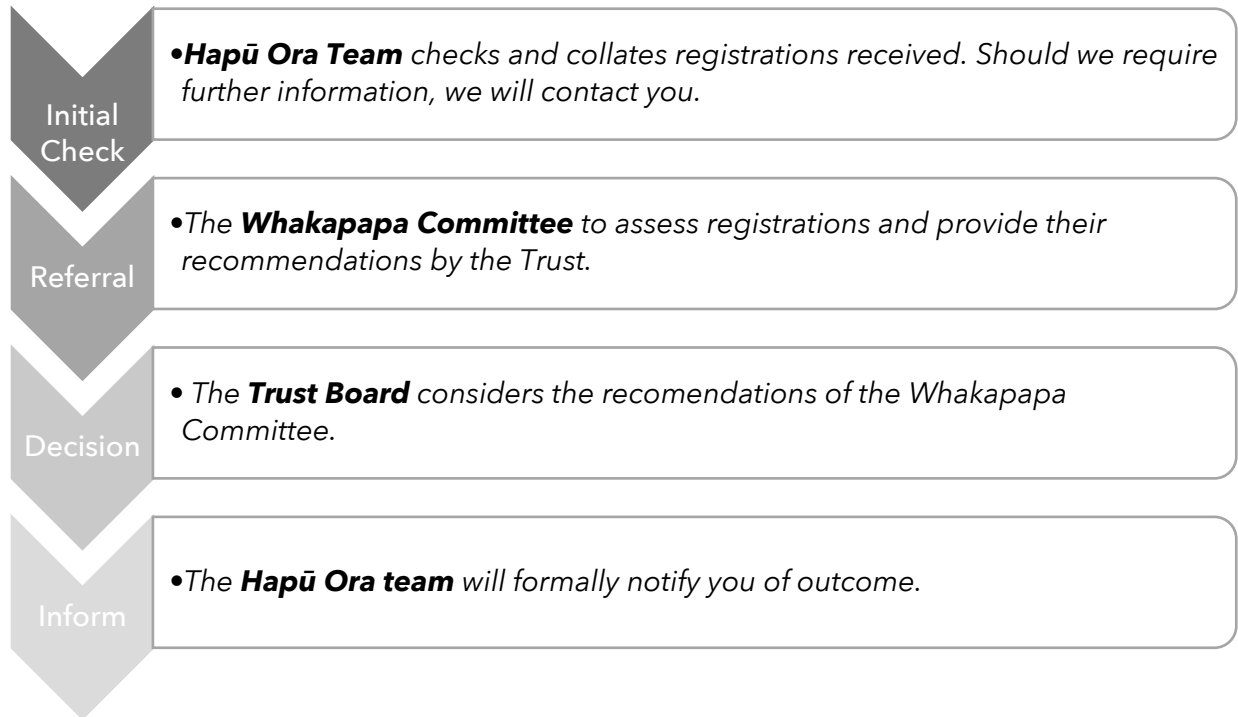 Initial
Check
•Hapū Ora Team checks and collates registrations received. Should we require
further information, we will contact you.
Referral
•The Whakapapa Committee to assess registrations and provide their
recommendations by the Trust.
Decision
• The Trust Board considers the recomendations of the Whakapapa
Committee.
Inform
•The Hapū Ora team will formally notify you of outcome.